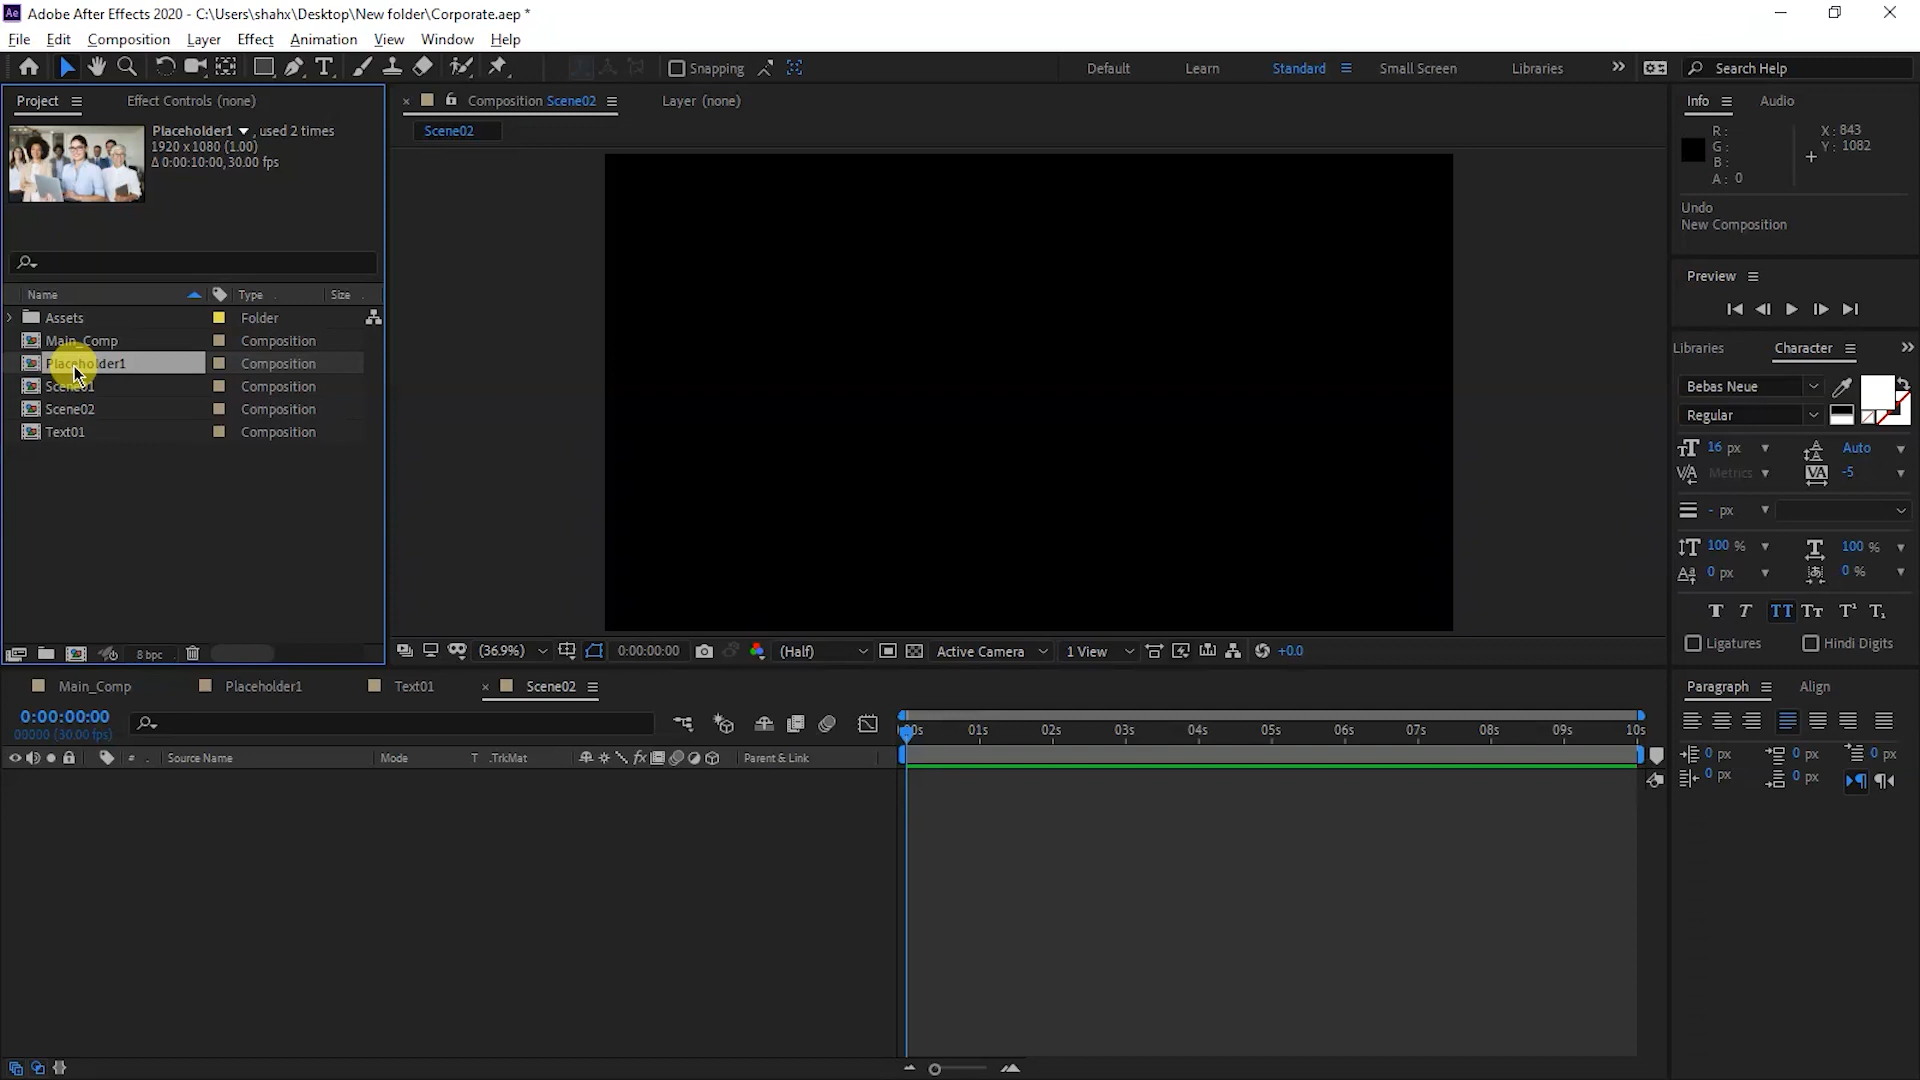 Ae Adobe After Effects 2020 - C:\Users\shahx\Desktop\New folder\Corporate.aep *
File Edit Composition Layer Effect Animation View Window Help
Snapping Default Learn Standard Small Screen Libraries Search Help
Project Effect Controls (none)
Composition Scene02 Layer (none)
Scene02
Placeholder1 , used 2 times
1920 x 1080 (1.00)
Δ 0:00:10:00, 30.00 fps
Name Type Size
Assets Folder
Main_Comp Composition
Placeholder1 Composition
Scene01 Composition
Scene02 Composition
Text01 Composition
8 bpc
(36.9%) 0:00:00:00 (Half) Active Camera 1 View +0.0
Info Audio
R: X: 843
G: Y: 1082
B:
A: 0
Undo
New Composition
Preview
Libraries Character
Bebas Neue
Regular
16 px Auto
Metrics -5
- px
100 % 100 %
0 px 0 %
T T TT Tt T¹ T₁
Ligatures Hindi Digits
Paragraph Align
0 px 0 px 0 px
0 px 0 px
Main_Comp Placeholder1 Text01 Scene02
0:00:00:00
00000 (30.00 fps)
# Source Name Mode T .TrkMat Parent & Link
00s 01s 02s 03s 04s 05s 06s 07s 08s 09s 10s